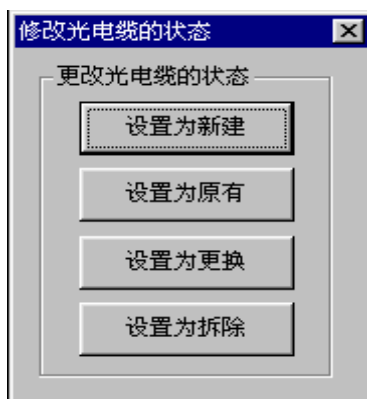 修改光电缆的状态
更改光电缆的状态
设置为新建
设置为原有
设置为更换
设置为拆除